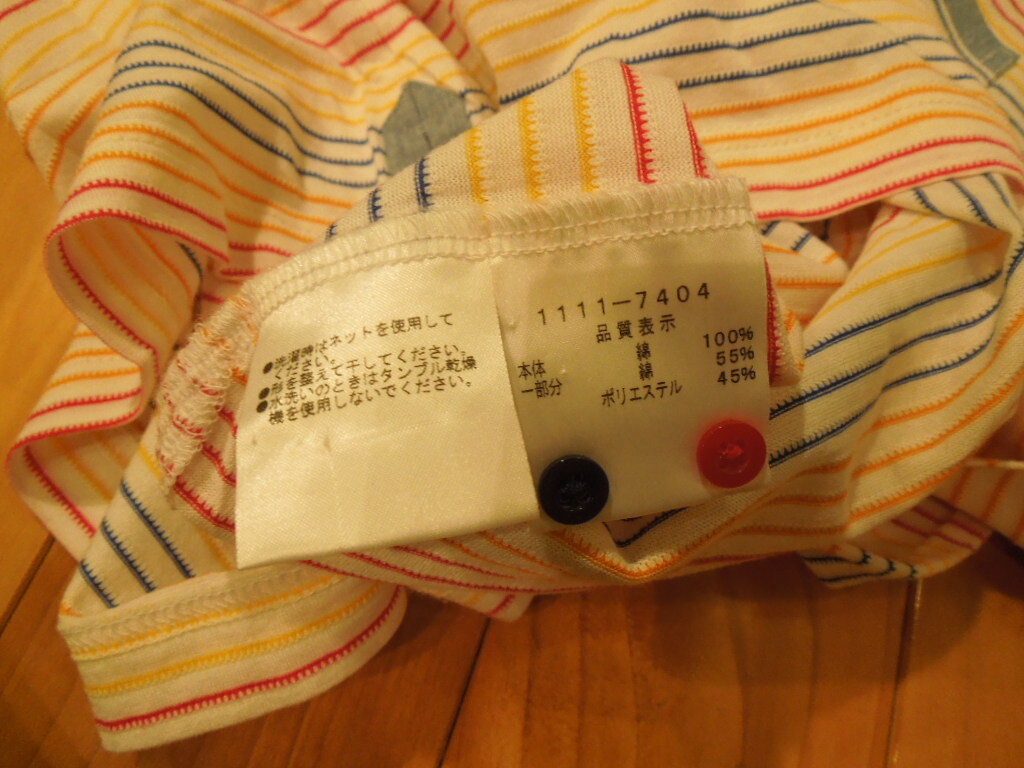 ●洗濯時はネットを使用して
ください。
●形を整えて干してください。
●水洗いのときはタンブル乾燥
機を使用しないでください。
1111-7404
品質表示
本体 綿 100%
一部分 綿 55%
ポリエステル 45%